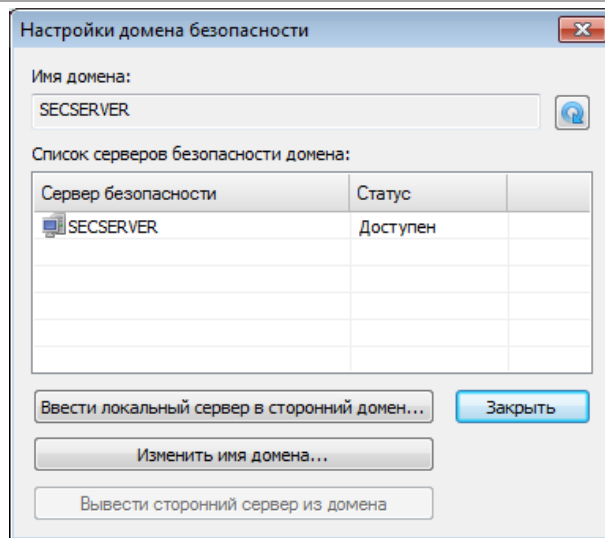 Настройки домена безопасности
Имя домена:
SECSERVER
Список серверов безопасности домена:
Сервер безопасности Статус
SECSERVER Доступен
Ввести локальный сервер в сторонний домен... Закрыть
Изменить имя домена...
Вывести сторонний сервер из домена